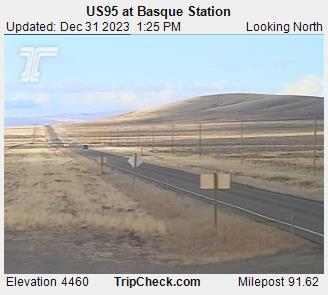 US95 at Basque Station
Updated: Dec 31 2023 1:25 PM Looking North
Elevation 4460 TripCheck.com Milepost 91.62